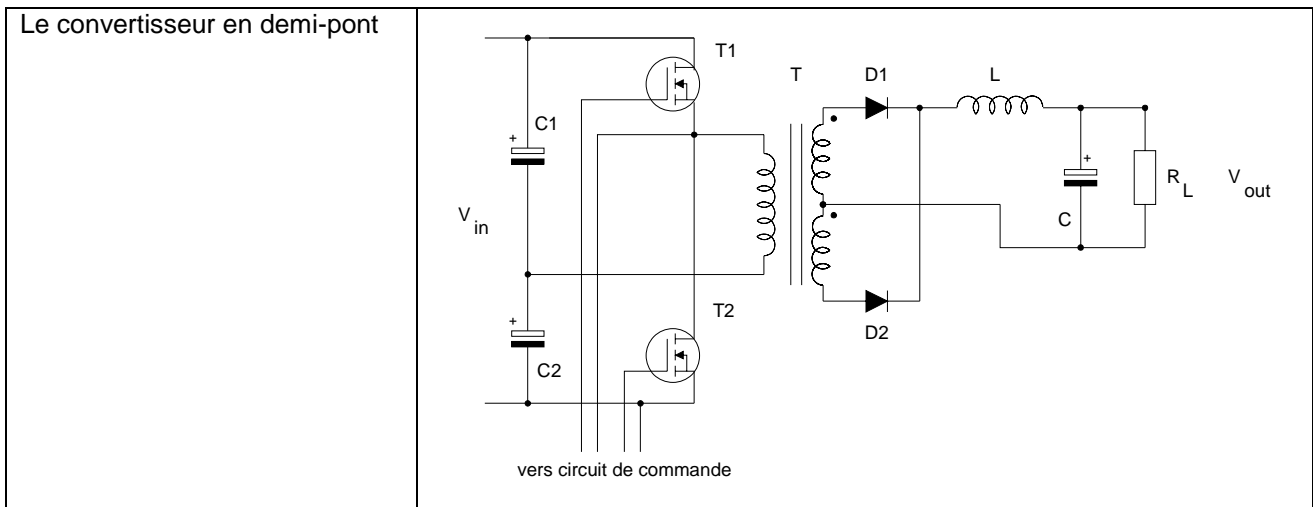 Le convertisseur en demi-pont
T1
T
D1
L
C1
+
+
V in
R L
V out
C
T2
+
D2
C2
vers circuit de commande